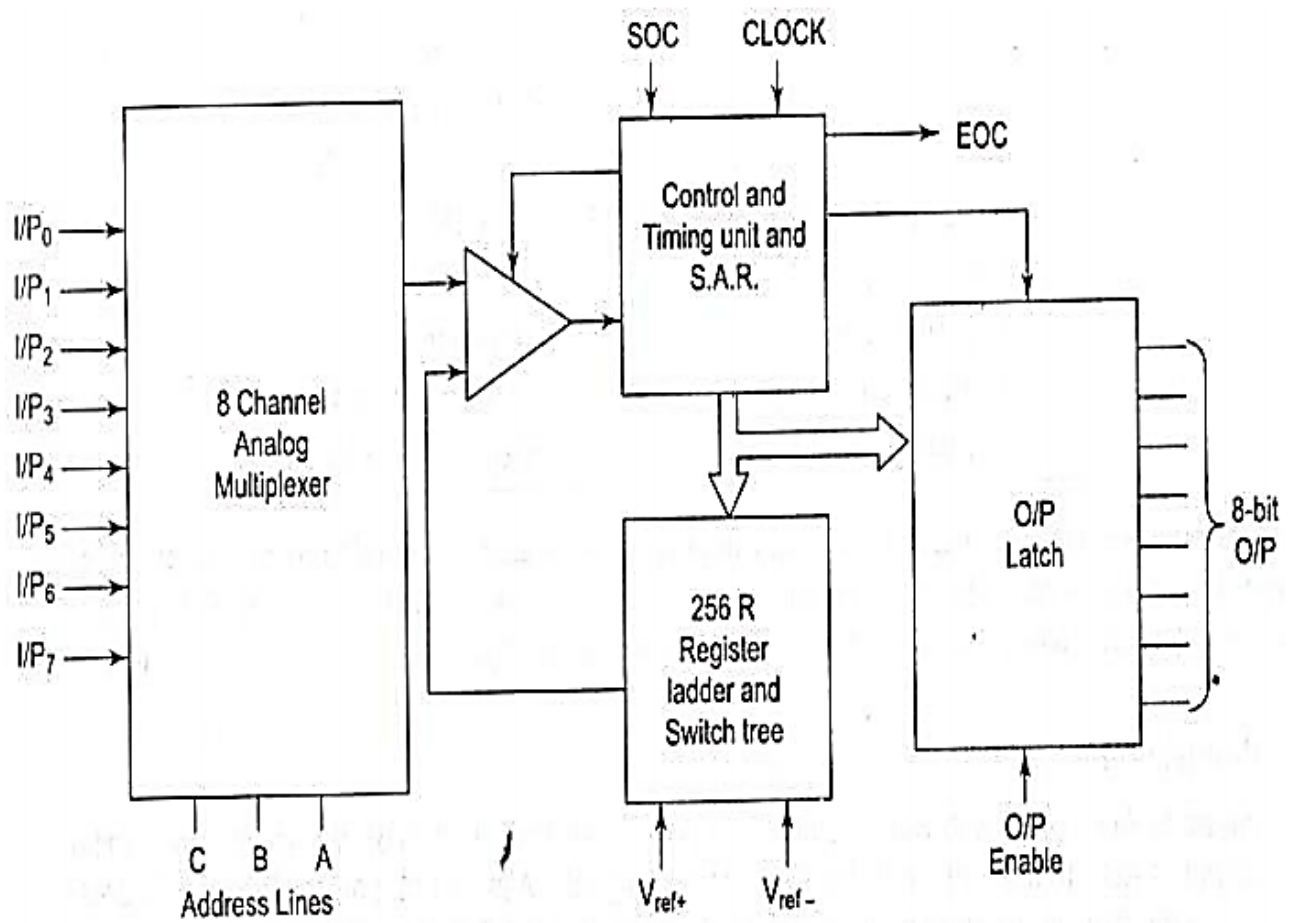 SOC CLOCK
EOC
Control and
Timing unit and
S.A.R.
I/P0
I/P1
I/P2
I/P3
I/P4
I/P5
I/P6
I/P7
8 Channel
Analog
Multiplexer
O/P
Latch
8-bit
O/P
256 R
Register
ladder and
Switch tree
C B A
Address Lines
Vref+ Vref-
O/P
Enable